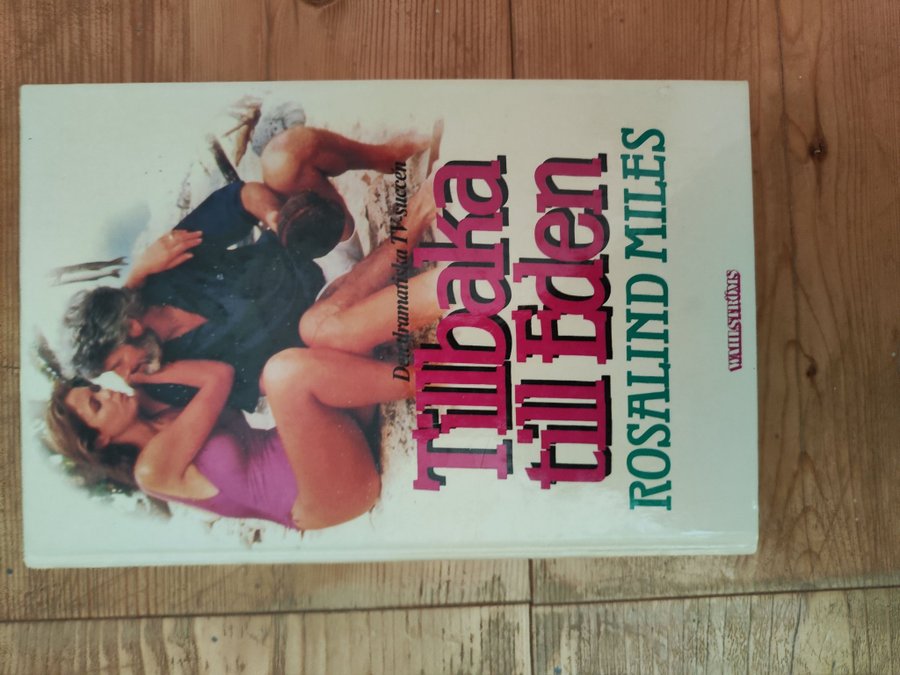 Den dramatiska TV-succén
Tillbaka
till Eden
ROSALIND MILES
WAHLSTRÖMS